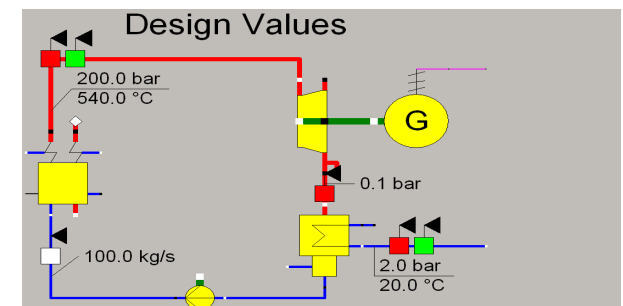 Design Values
200.0 bar
540.0 °C
G
0.1 bar
100.0 kg/s
2.0 bar
20.0 °C